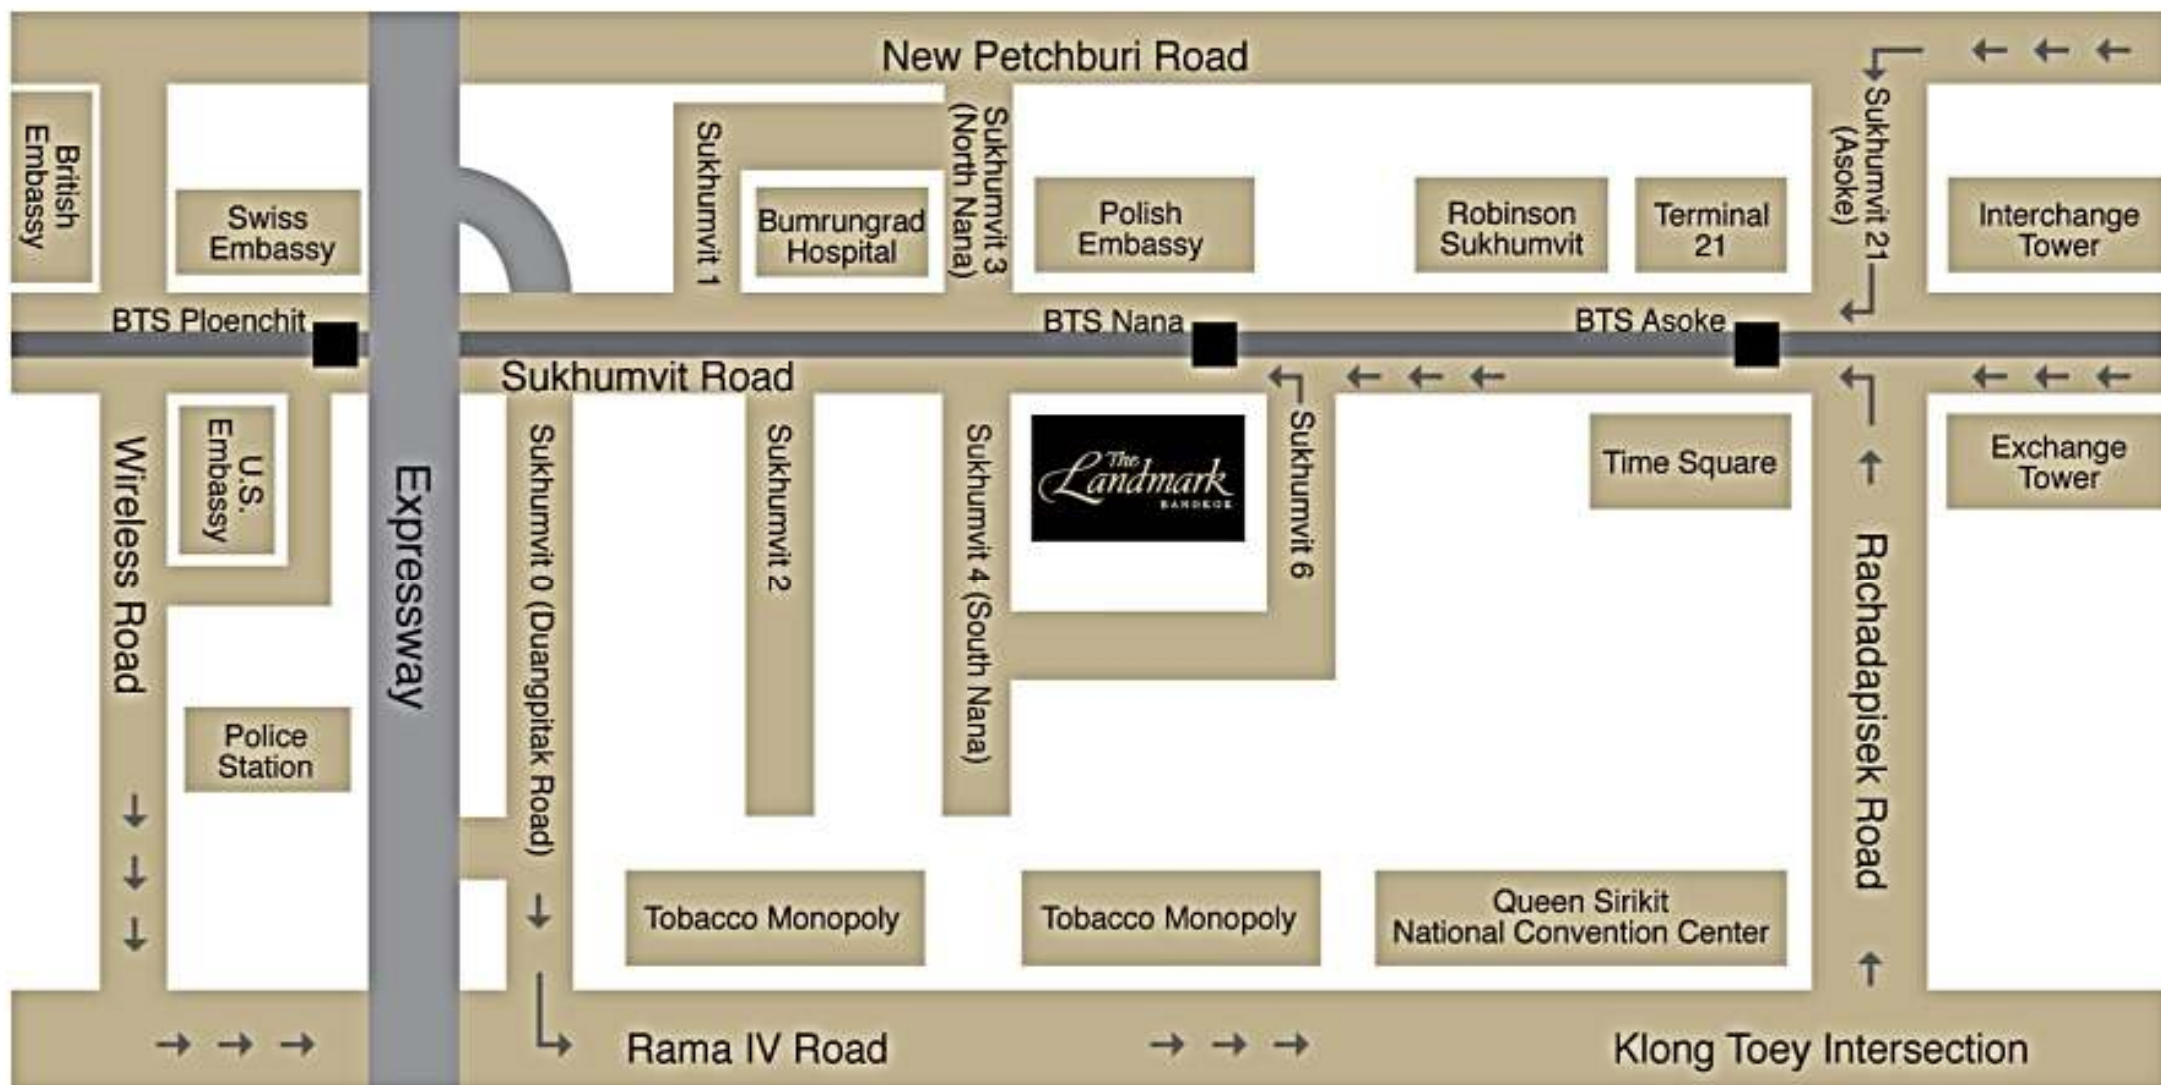 New Petchburi Road
British
Embassy
Swiss
Embassy
Sukhumvit 1
Bumrungrad
Hospital
Sukhumvit 3
(North Nana)
Polish
Embassy
Robinson
Sukhumvit
Terminal
21
Sukhumvit 21
(Asoke)
Interchange
Tower
BTS Ploenchit
BTS Nana
BTS Asoke
Sukhumvit Road
Wireless Road
U.S.
Embassy
Expressway
Sukhumvit 0 (Duangpitak Road)
Sukhumvit 2
Sukhumvit 4 (South Nana)
The
Landmark
BANGKOK
Sukhumvit 6
Time Square
Exchange
Tower
Rachadapisek Road
Police
Station
Tobacco Monopoly
Tobacco Monopoly
Queen Sirikit
National Convention Center
Rama IV Road
Klong Toey Intersection